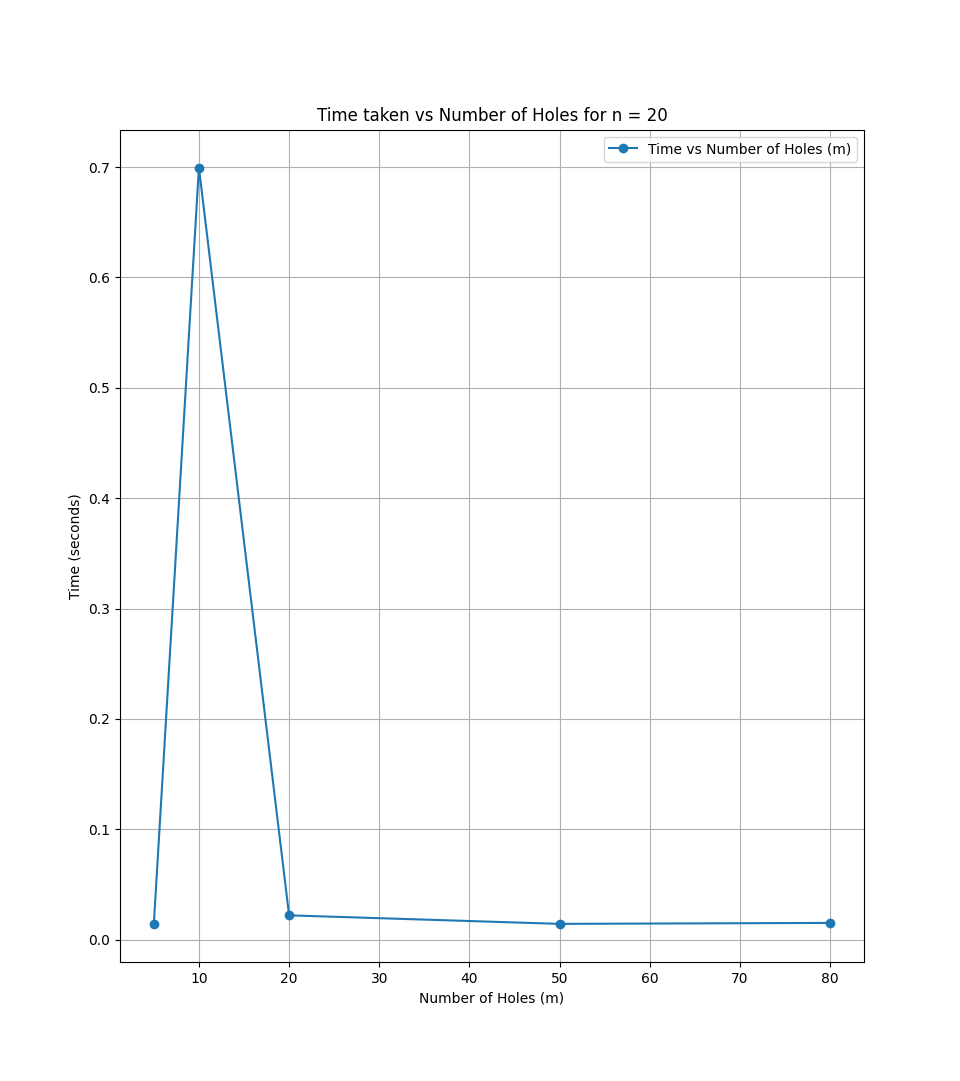 Time taken vs Number of Holes for n = 20
Time vs Number of Holes (m)
0.7
0.6
0.5
0.4
0.3
0.2
0.1
0.0
Time (seconds)
10 20 30 40 50 60 70 80
Number of Holes (m)